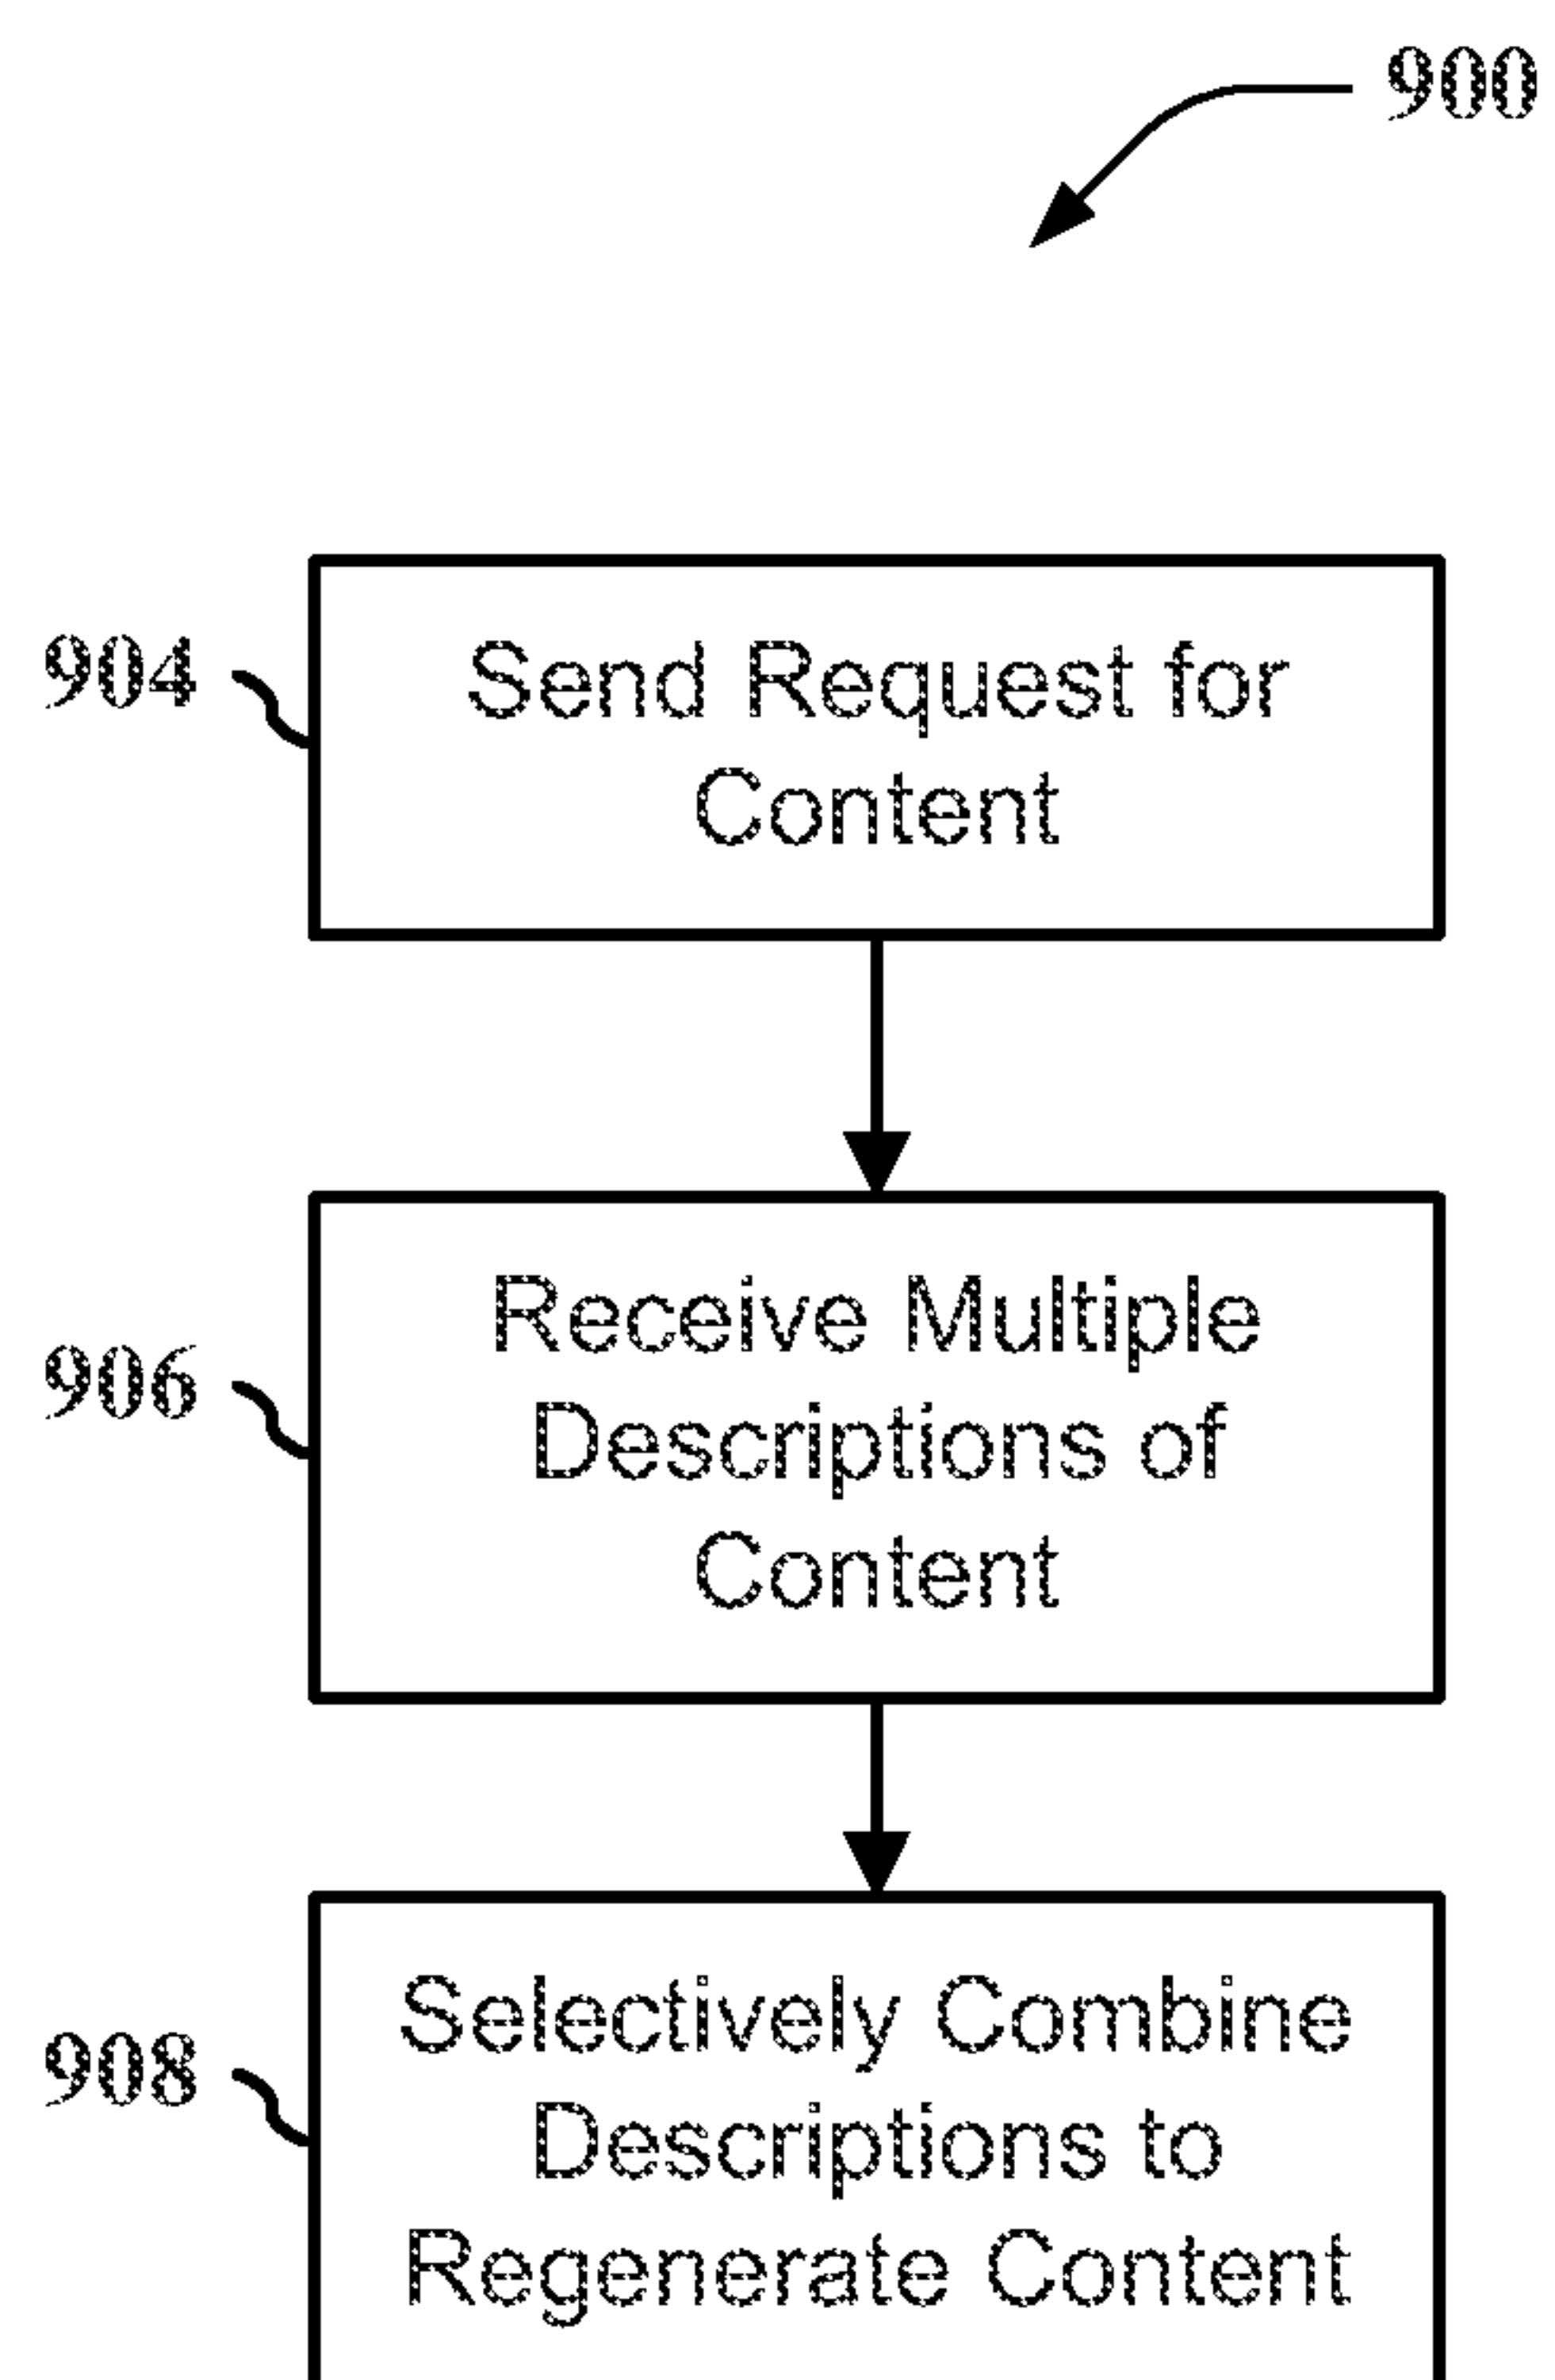 900
904
Send Request for
Content
906
Receive Multiple
Descriptions of
Content
908
Selectively Combine
Descriptions to
Regenerate Content